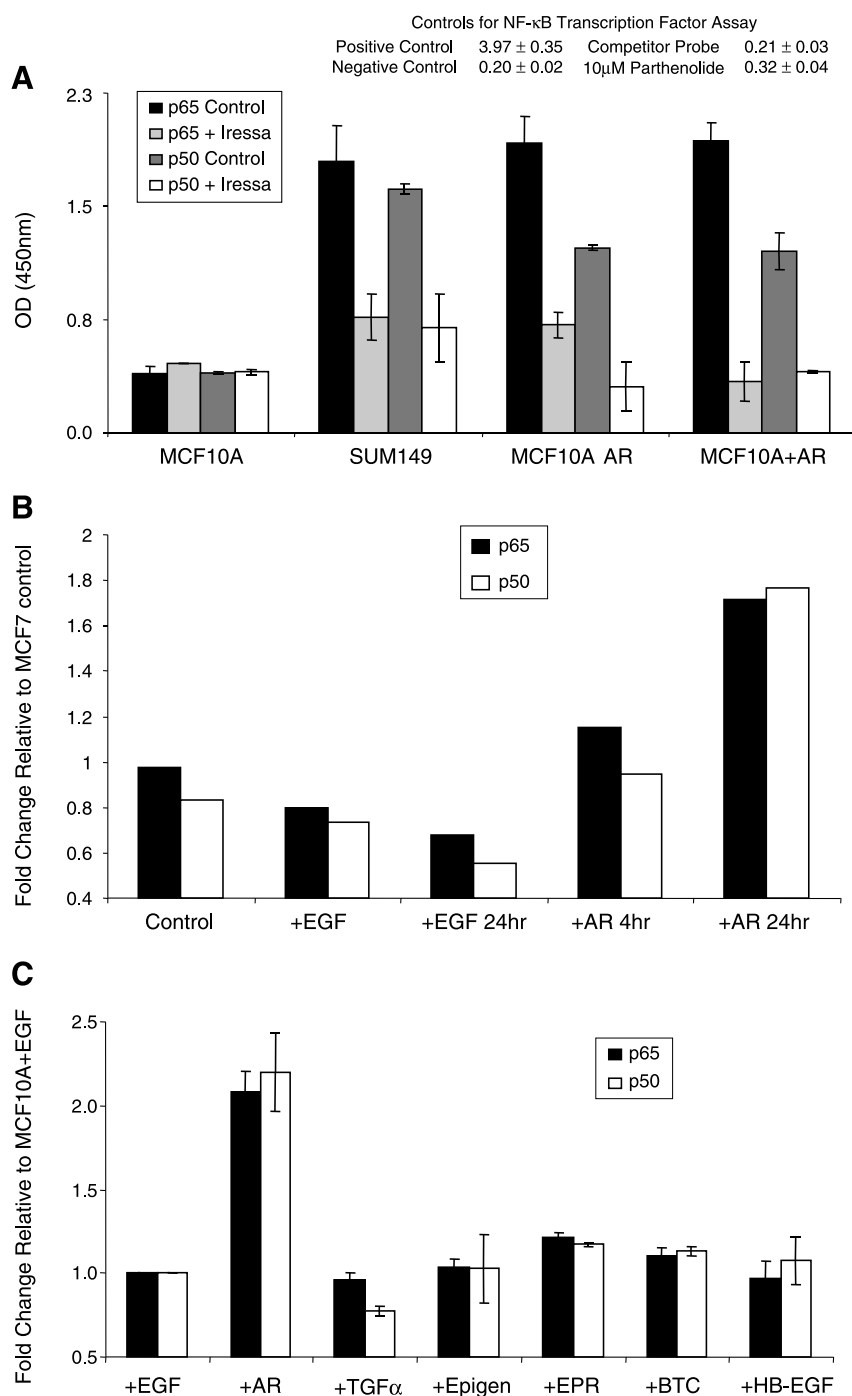 Controls for NF-κB Transcription Factor Assay
Positive Control 3.97 ± 0.35 Competitor Probe 0.21 ± 0.03
Negative Control 0.20 ± 0.02 10μM Parthenolide 0.32 ± 0.04
A
2.3
1.5
0.8
0.0
OD (450nm)
p65 Control
p65 + Iressa
p50 Control
p50 + Iressa
MCF10A SUM149 MCF10A AR MCF10A+AR
B
2
1.8
1.6
1.4
1.2
1
0.8
0.6
0.4
Fold Change Relative to MCF7 control
p65
p50
Control +EGF +EGF 24hr +AR 4hr +AR 24hr
C
2.5
2.0
1.5
1.0
0.5
Fold Change Relative to MCF10A+EGF
p65
p50
+EGF +AR +TGFα +Epigen +EPR +BTC +HB-EGF